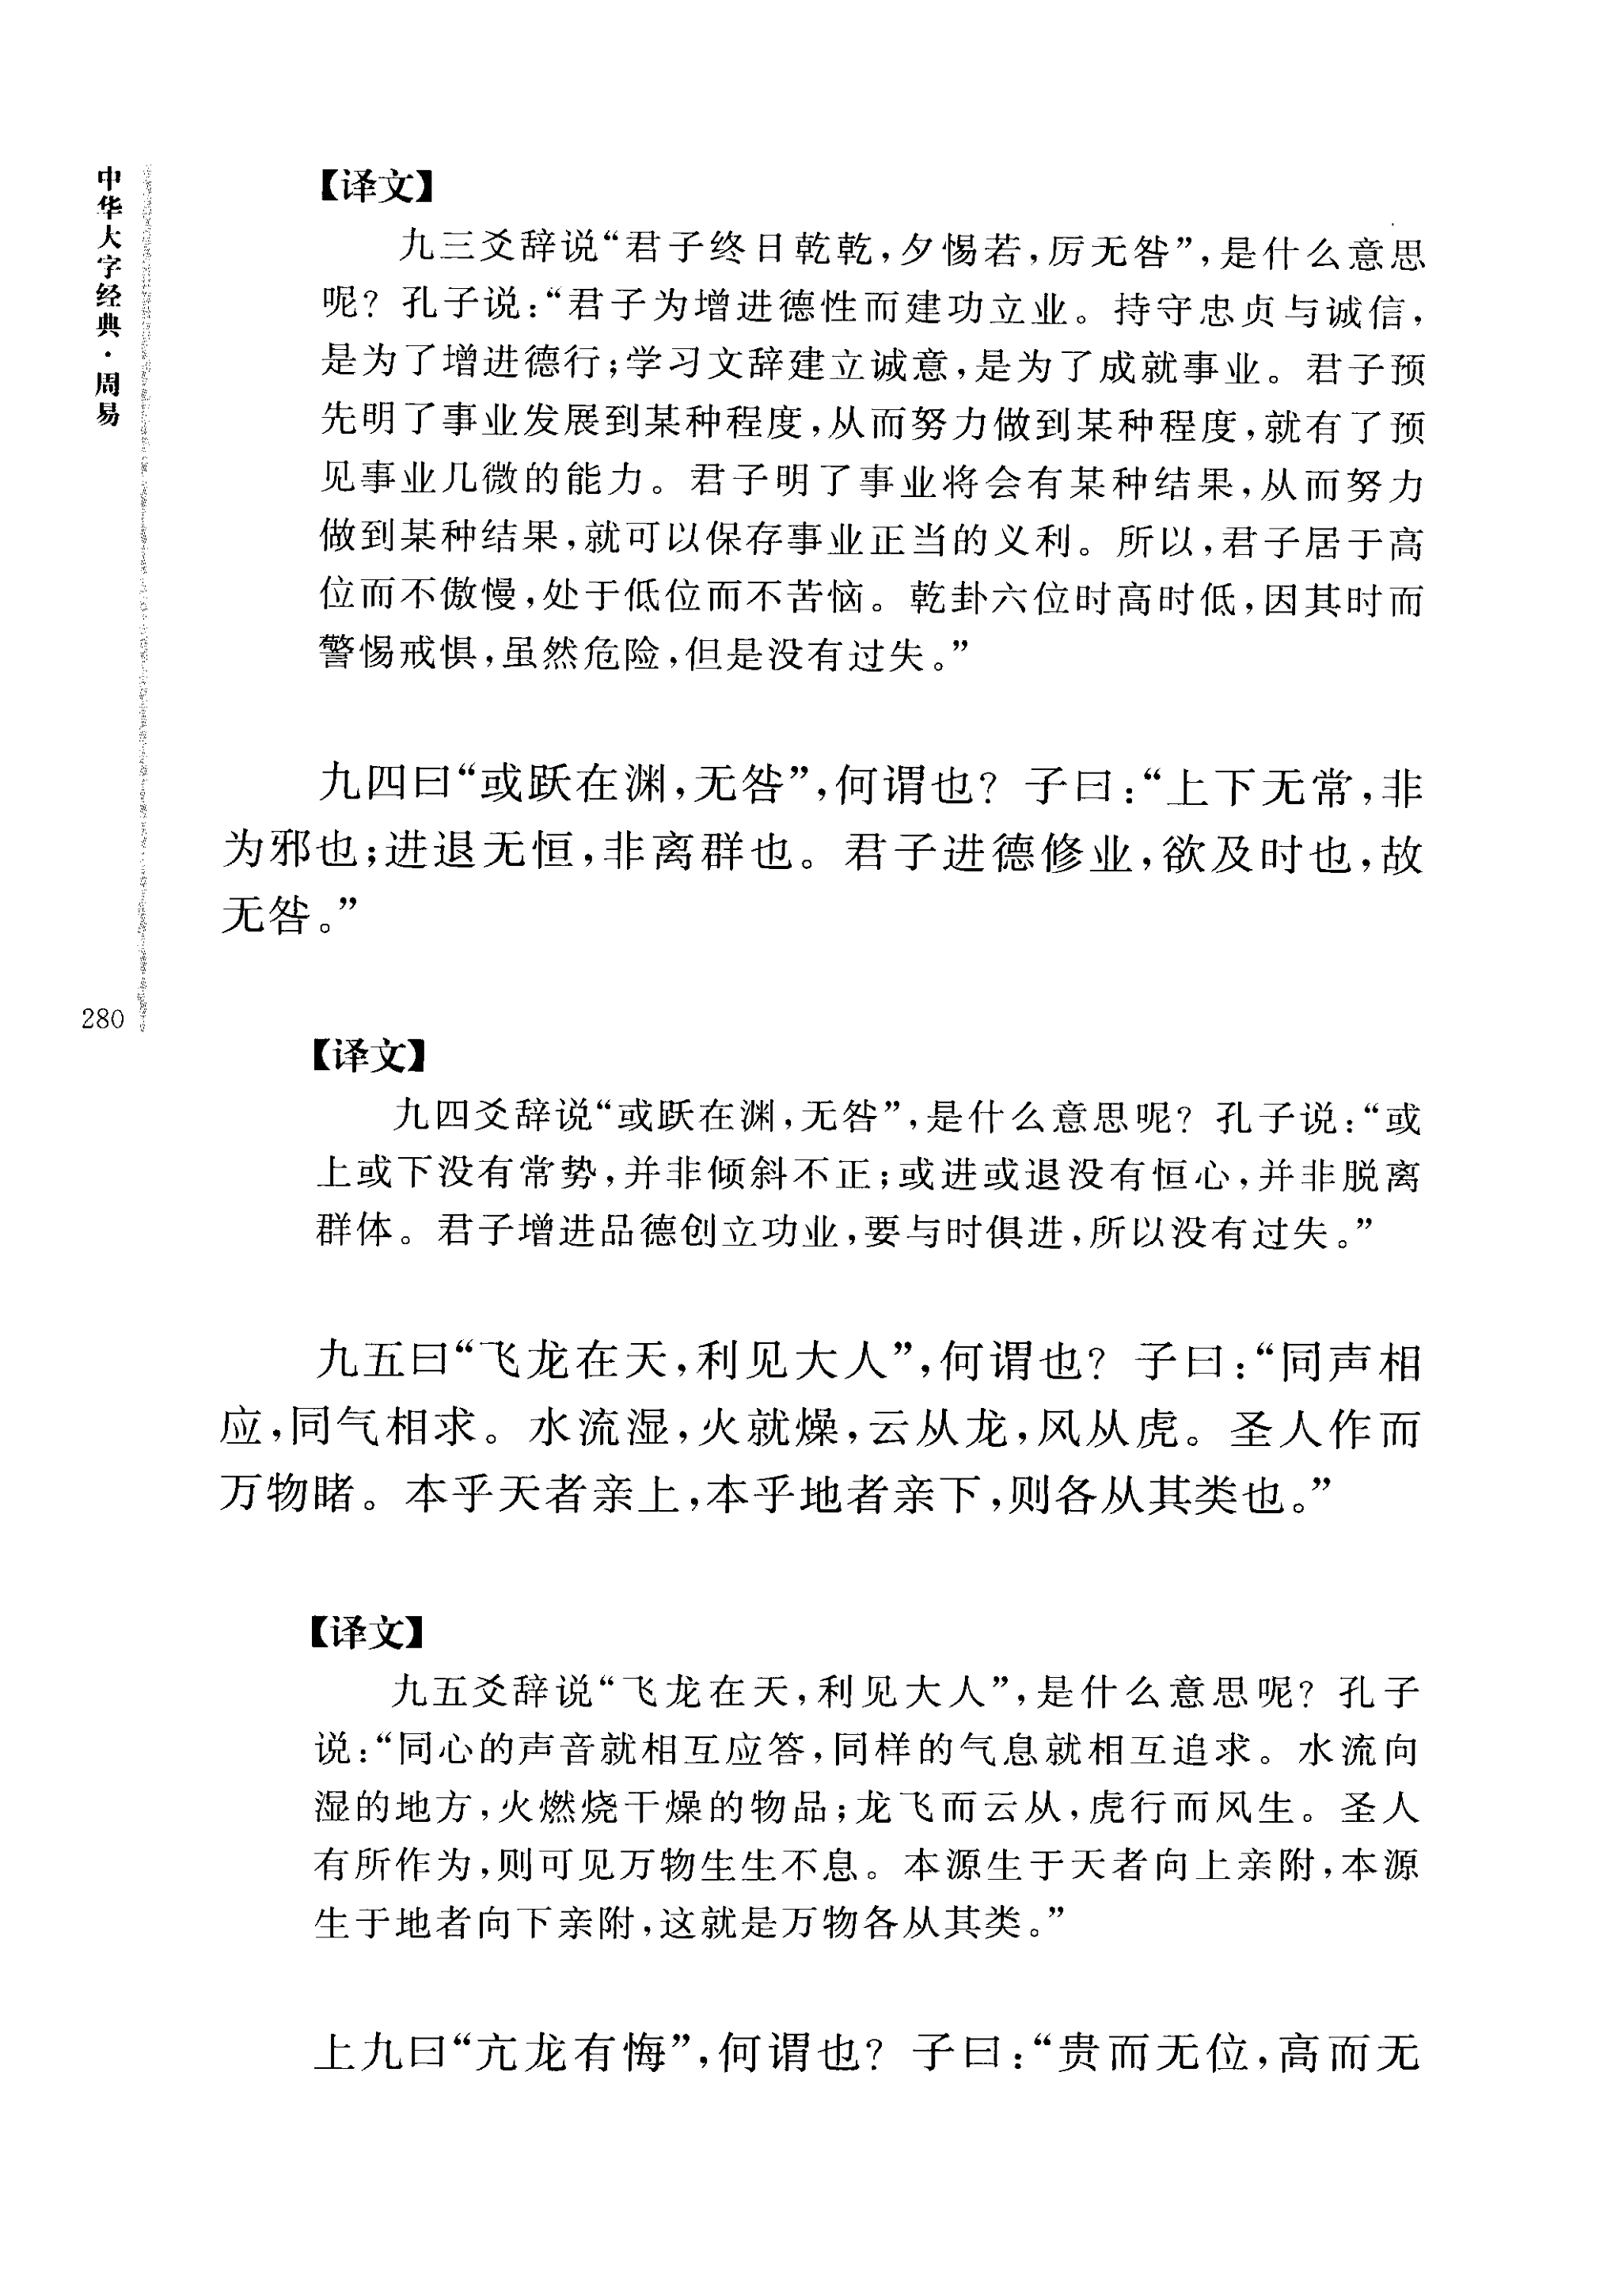 中华大字经典·周易
280
【译文】
九三爻辞说“君子终日乾乾，夕惕若，厉无咎”，是什么意思
呢？孔子说：“君子为增进德性而建功立业。持守忠贞与诚信，
是为了增进德行；学习文辞建立诚意，是为了成就事业。君子预
先明了事业发展到某种程度，从而努力做到某种程度，就有了预
见事业几微的能力。君子明了事业将会有某种结果，从而努力
做到某种结果，就可以保存事业正当的义利。所以，君子居于高
位而不傲慢，处于低位而不苦恼。乾卦六位时高时低，因其时而
警惕戒惧，虽然危险，但是没有过失。”
九四曰“或跃在渊，无咎”，何谓也？子曰：“上下无常，非
为邪也；进退无恒，非离群也。君子进德修业，欲及时也，故
无咎。”
【译文】
九四爻辞说“或跃在渊，无咎”，是什么意思呢？孔子说：“或
上或下没有常势，并非倾斜不正；或进或退没有恒心，并非脱离
群体。君子增进品德创立功业，要与时俱进，所以没有过失。”
九五曰“飞龙在天，利见大人”，何谓也？子曰：“同声相
应，同气相求。水流湿，火就燥，云从龙，风从虎。圣人作而
万物睹。本乎天者亲上，本乎地者亲下，则各从其类也。”
【译文】
九五爻辞说“飞龙在天，利见大人”，是什么意思呢？孔子
说：“同心的声音就相互应答，同样的气息就相互追求。水流向
湿的地方，火燃烧干燥的物品；龙飞而云从，虎行而风生。圣人
有所作为，则可见万物生生不息。本源生于天者向上亲附，本源
生于地者向下亲附，这就是万物各从其类。”
上九曰“亢龙有悔”，何谓也？子曰：“贵而无位，高而无